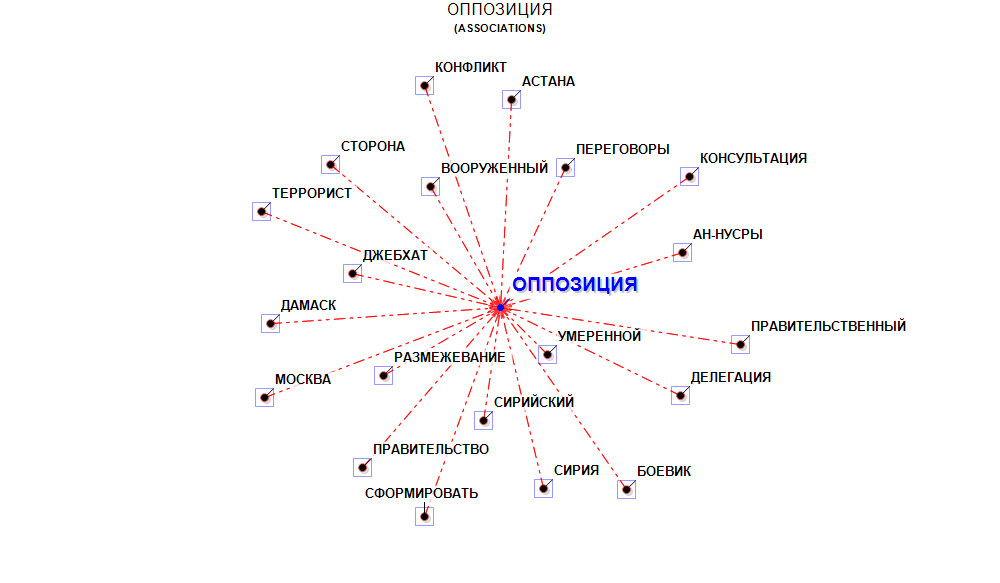 ОППОЗИЦИЯ
(ASSOCIATIONS)
КОНФЛИКТ
АСТАНА
СТОРОНА
ПЕРЕГОВОРЫ
КОНСУЛЬТАЦИЯ
ВООРУЖЕННЫЙ
ТЕРРОРИСТ
АН-НУСРЫ
ДЖЕБХАТ
ОППОЗИЦИЯ
ДАМАСК
ПРАВИТЕЛЬСТВЕННЫЙ
УМЕРЕННОЙ
РАЗМЕЖЕВАНИЕ
МОСКВА
ДЕЛЕГАЦИЯ
СИРИЙСКИЙ
ПРАВИТЕЛЬСТВО
СИРИЯ
БОЕВИК
СФОРМИРОВАТЬ